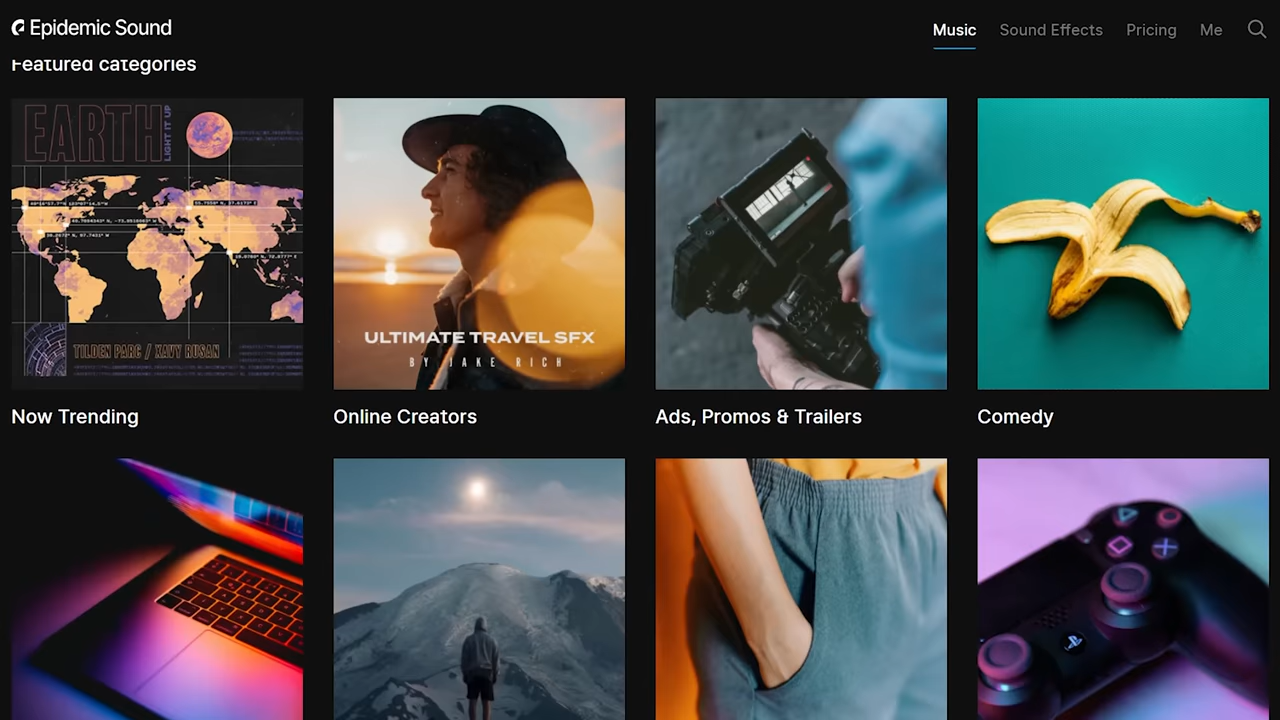 Epidemic Sound
Music
Sound Effects
Pricing
Me
Featured categories
EARTH
LIGHT IT UP
TILDEN PARC / XAVY RUSAN
ULTIMATE TRAVEL SFX
BY JAKE RICH
Now Trending
Online Creators
Ads, Promos & Trailers
Comedy